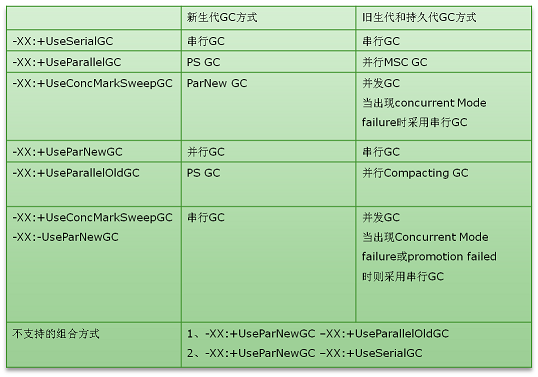 新生代GC方式 旧生代和持久代GC方式
-XX:+UseSerialGC 串行GC 串行GC
-XX:+UseParallelGC PS GC 并行MSC GC
-XX:+UseConcMarkSweepGC ParNew GC 并发GC
当出现concurrent Mode
failure时采用串行GC
-XX:+UseParNewGC 并行GC 串行GC
-XX:+UseParallelOldGC PS GC 并行Compacting GC
-XX:+UseConcMarkSweepGC 串行GC 并发GC
-XX:-UseParNewGC 当出现Concurrent Mode
failure或promotion failed
时则采用串行GC
不支持的组合方式 1、-XX:+UseParNewGC –XX:+UseParallelOldGC
2、-XX:+UseParNewGC –XX:+UseSerialGC